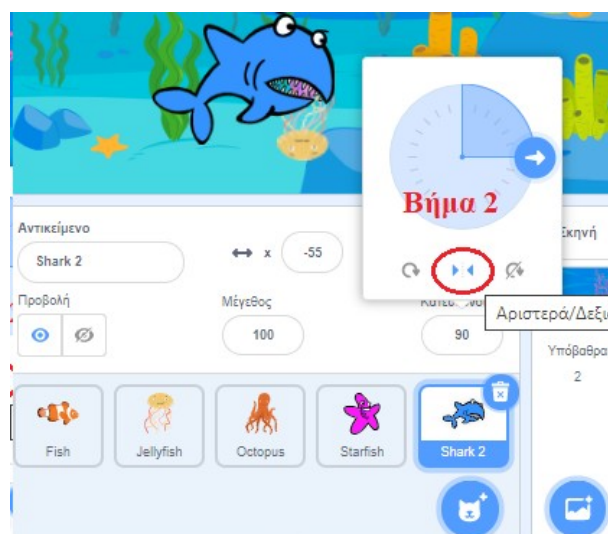 Βήμα 2
Αντικείμενο
Shark 2
x
-55
Σκηνή
Προβολή
Μέγεθος
100
90
Αριστερά/Δεξι
Υπόβαθρα
2
Fish
Jellyfish
Octopus
Starfish
Shark 2